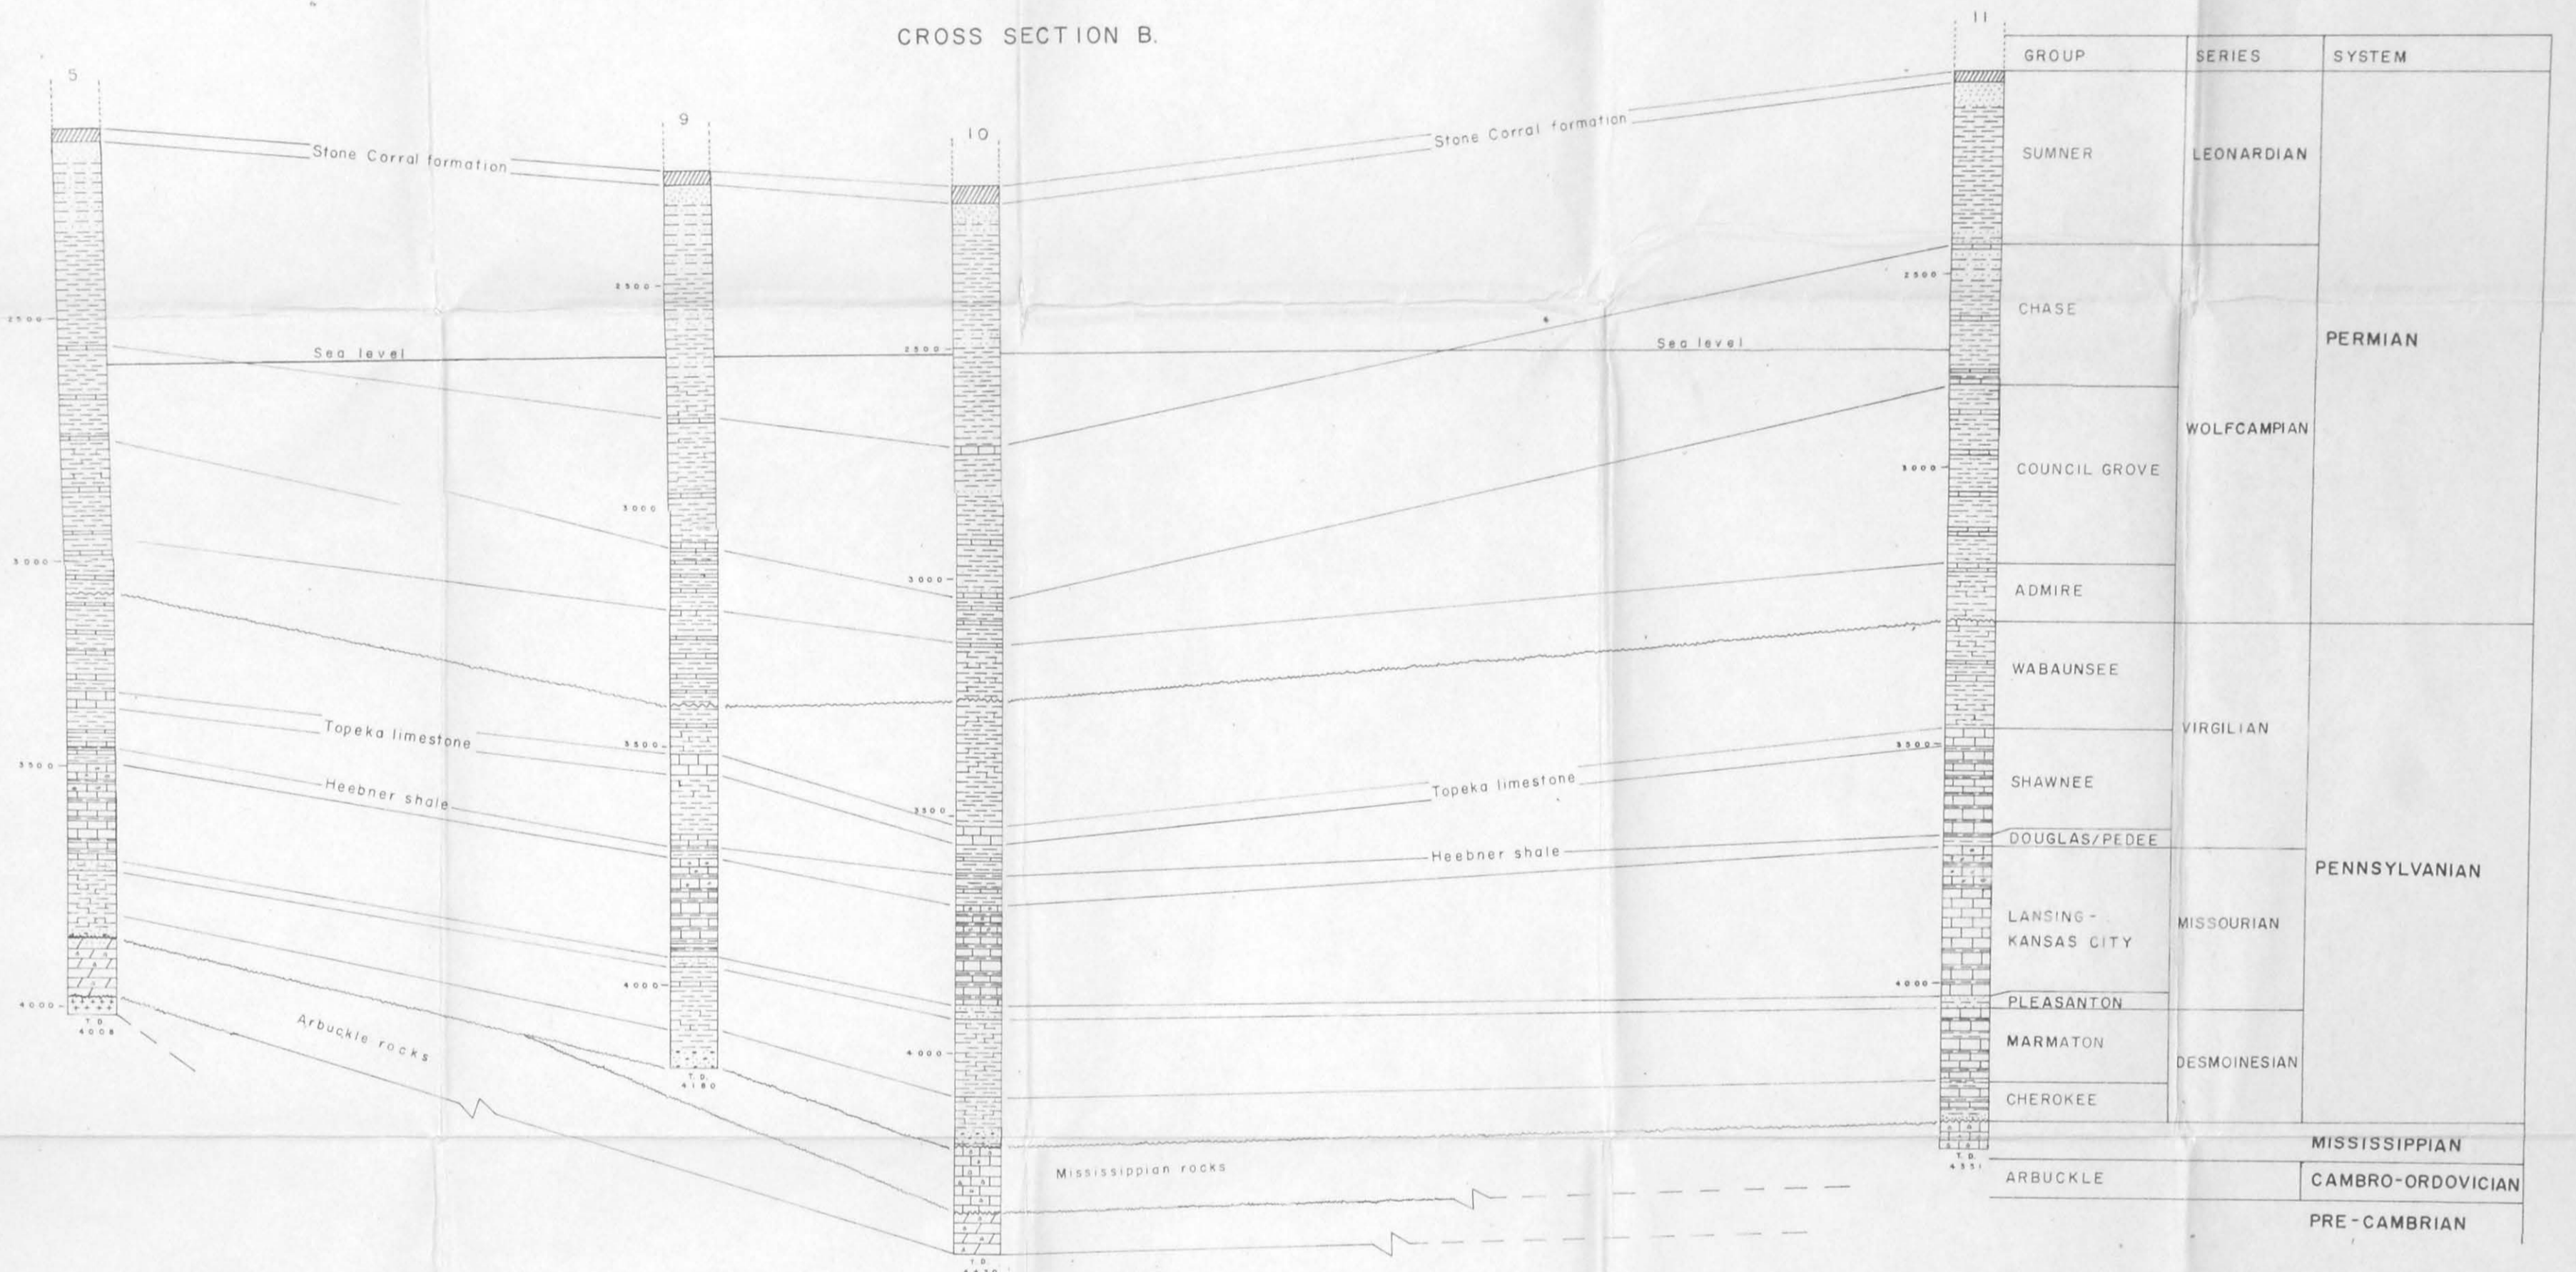 CROSS SECTION B.
5
9
10
11
GROUP
SERIES
SYSTEM
Stone Corral formation
Stone Corral formation
SUMNER
LEONARDIAN
2500
2500
2500
2500
CHASE
PERMIAN
Sea level
Sea level
WOLFCAMPIAN
3000
3000
3000
3000
COUNCIL GROVE
ADMIRE
WABAUNSEE
Topeka limestone
Topeka limestone
VIRGILIAN
3500
3500
3500
3500
SHAWNEE
Heebner shale
Heebner shale
DOUGLAS/PEDEE
PENNSYLVANIAN
LANSING-
KANSAS CITY
MISSOURIAN
4000
4000
4000
4000
PLEASANTON
T.D.
4008
Arbuckle rocks
MARMATON
DESMOINESIAN
T.D.
4180
CHEROKEE
Mississippian rocks
T.D.
4351
MISSISSIPPIAN
ARBUCKLE
CAMBRO-ORDOVICIAN
PRE-CAMBRIAN
T.D.